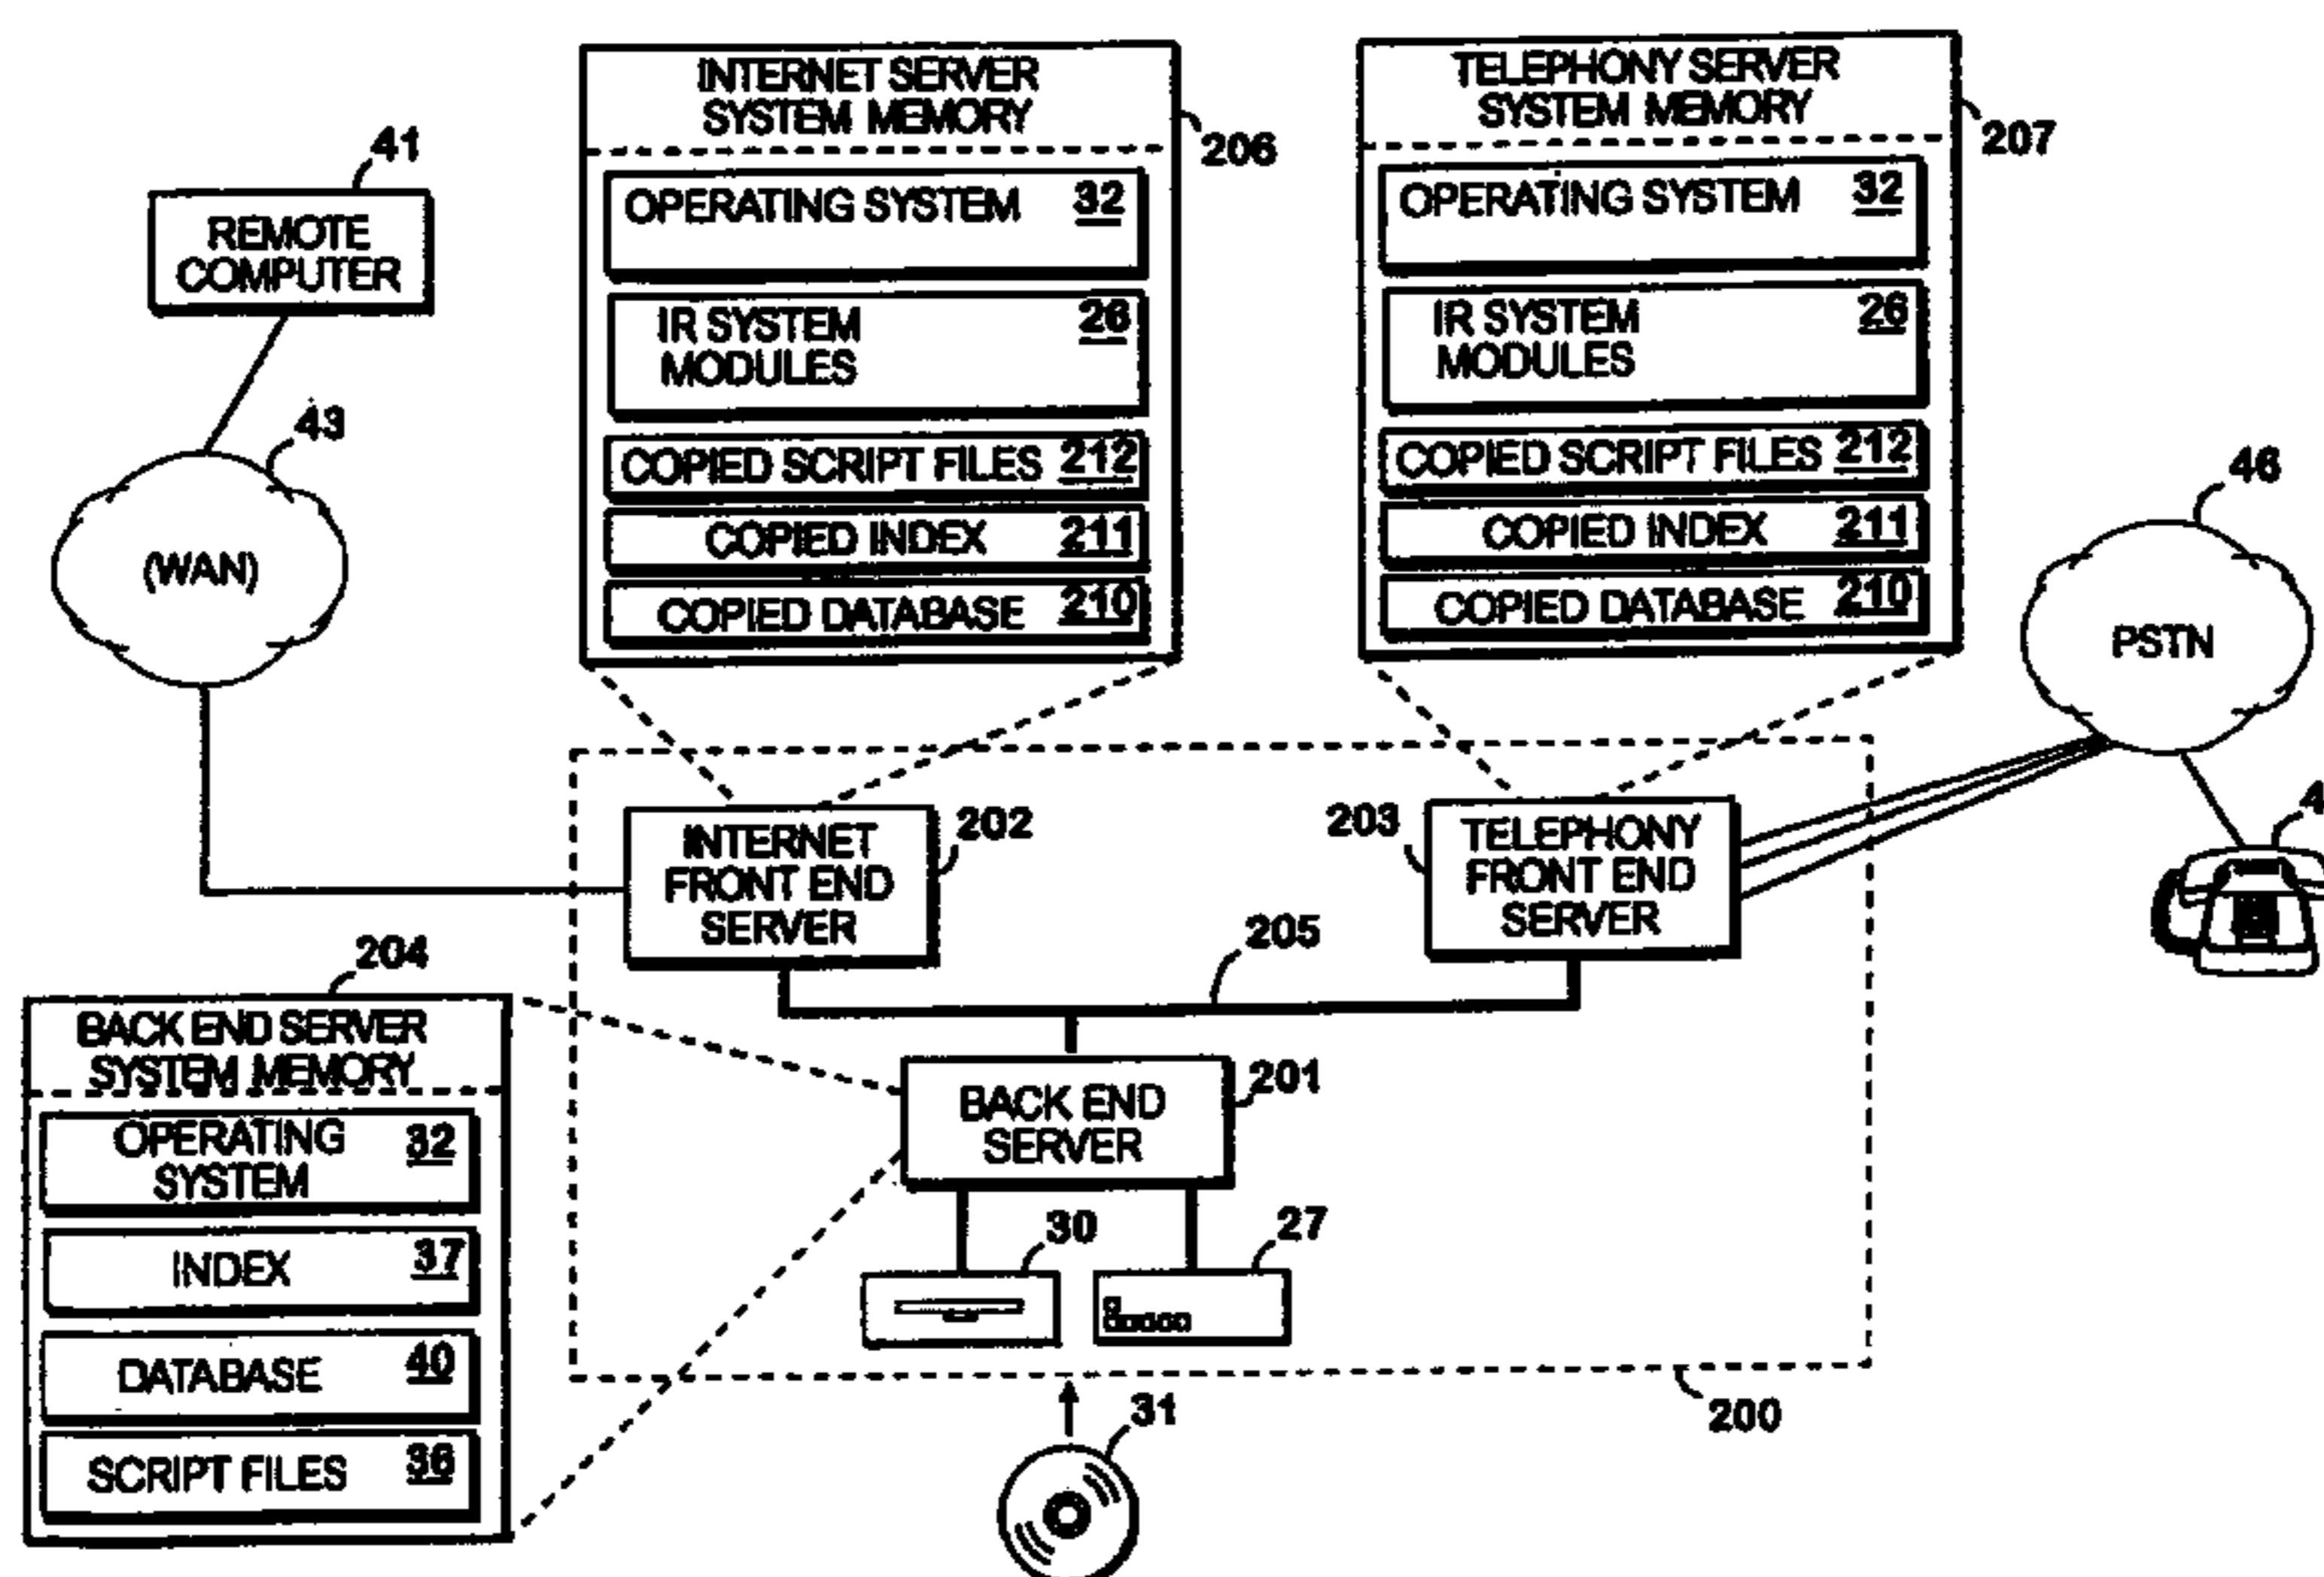 INTERNET SERVER
SYSTEM MEMORY
206
OPERATING SYSTEM 32
IR SYSTEM 26
MODULES
COPIED SCRIPT FILES 212
COPIED INDEX 211
COPIED DATABASE 210
TELEPHONY SERVER
SYSTEM MEMORY
207
OPERATING SYSTEM 32
IR SYSTEM 26
MODULES
COPIED SCRIPT FILES 212
COPIED INDEX 211
COPIED DATABASE 210
41
REMOTE
COMPUTER
43
(WAN)
46
PSTN
INTERNET
FRONT END
SERVER
202
203
TELEPHONY
FRONT END
SERVER
4
205
204
BACK END SERVER
SYSTEM MEMORY
OPERATING 32
SYSTEM
INDEX 37
DATABASE 40
SCRIPT FILES 36
BACK END
SERVER
201
30
27
200
31